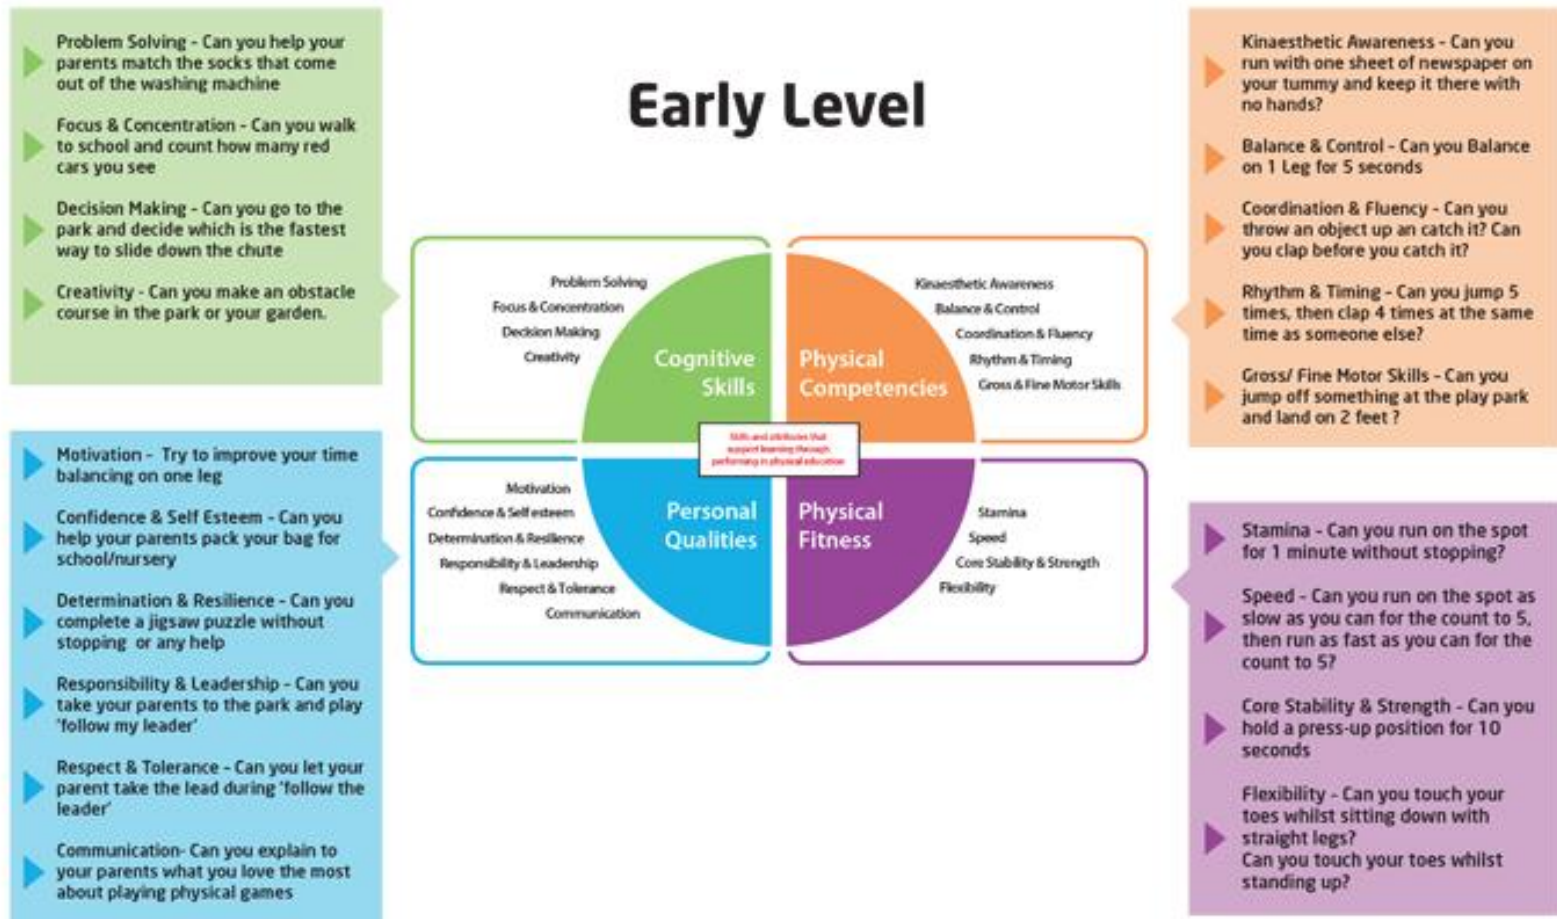 Early Level
Problem Solving - Can you help your
parents match the socks that come
out of the washing machine
Focus & Concentration - Can you walk
to school and count how many red
cars you see
Decision Making - Can you go to the
park and decide which is the fastest
way to slide down the chute
Creativity - Can you make an obstacle
course in the park or your garden.
Motivation - Try to improve your time
balancing on one leg
Confidence & Self Esteem - Can you
help your parents pack your bag for
school/nursery
Determination & Resilience - Can you
complete a jigsaw puzzle without
stopping or any help
Responsibility & Leadership - Can you
take your parents to the park and play
'follow my leader'
Respect & Tolerance - Can you let your
parent take the lead during 'follow the
leader'
Communication- Can you explain to
your parents what you love the most
about playing physical games
Problem Solving
Focus & Concentration
Decision Making
Creativity
Cognitive
Skills
Kinaesthetic Awareness
Balance & Control
Coordination & Fluency
Rhythm & Timing
Gross & Fine Motor Skills
Physical
Competencies
Skills and attributes that
support learning through
performing in physical education
Motivation
Confidence & Self esteem
Determination & Resilience
Responsibility & Leadership
Respect & Tolerance
Communication
Personal
Qualities
Physical
Fitness
Stamina
Speed
Core Stability & Strength
Flexibility
Kinaesthetic Awareness - Can you
run with one sheet of newspaper on
your tummy and keep it there with
no hands?
Balance & Control - Can you Balance
on 1 Leg for 5 seconds
Coordination & Fluency - Can you
throw an object up an catch it? Can
you clap before you catch it?
Rhythm & Timing - Can you jump 5
times, then clap 4 times at the same
time as someone else?
Gross/ Fine Motor Skills - Can you
jump off something at the play park
and land on 2 feet ?
Stamina - Can you run on the spot
for 1 minute without stopping?
Speed - Can you run on the spot as
slow as you can for the count to 5,
then run as fast as you can for the
count to 5?
Core Stability & Strength - Can you
hold a press-up position for 10
seconds
Flexibility - Can you touch your
toes whilst sitting down with
straight legs?
Can you touch your toes whilst
standing up?